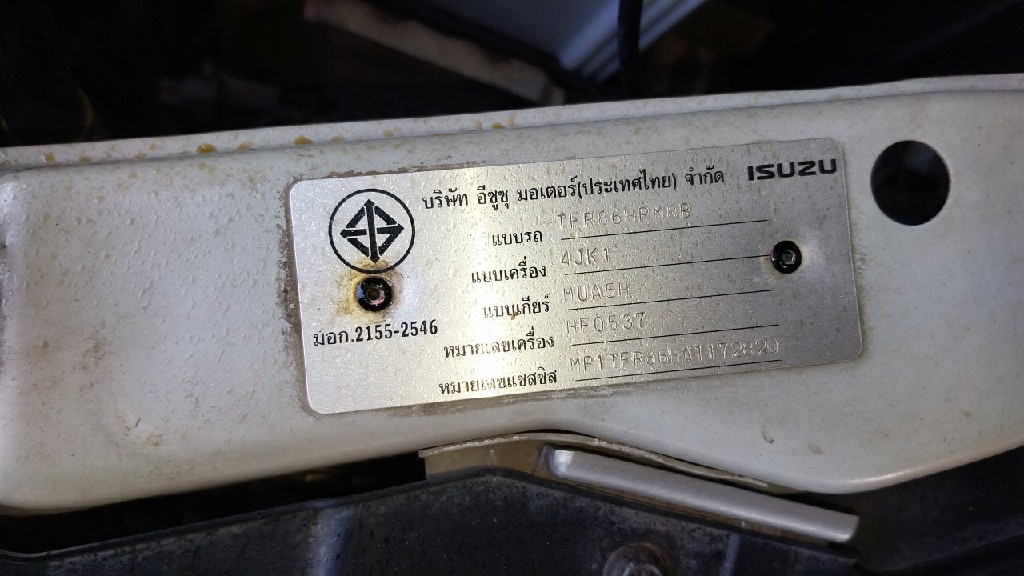 บริษัท อีซูซุ มอเตอร์(ประเทศไทย) จำกัด ISUZU
แบบรถ
แบบเครื่อง 4JK1
แบบเกียร์ MUA5H
มอก.2155-2546
หมายเลขเครื่อง HF0537
หมายเลขแชสซิส